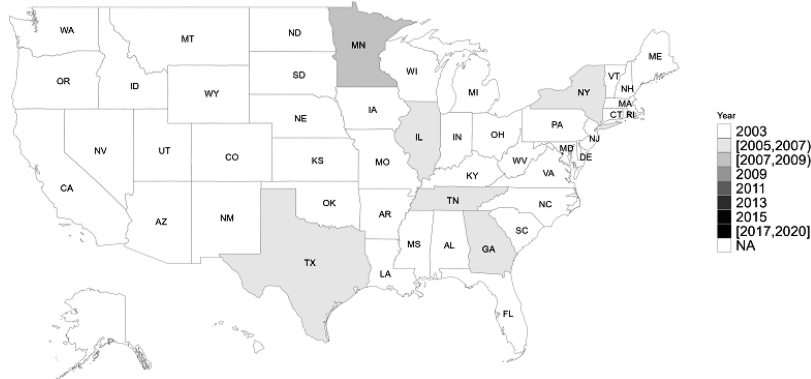 WA
MT
ND
MN
ME
OR
ID
WY
SD
WI
MI
VT
NH
NY
MA
CT RI
NV
UT
CO
NE
IA
IL
IN
OH
PA
NJ
MD
DE
CA
KS
MO
KY
WV
VA
AZ
NM
OK
AR
TN
NC
SC
TX
LA
MS
AL
GA
FL
Year
2003
[2005,2007)
[2007,2009)
2009
2011
2013
2015
[2017,2020]
NA